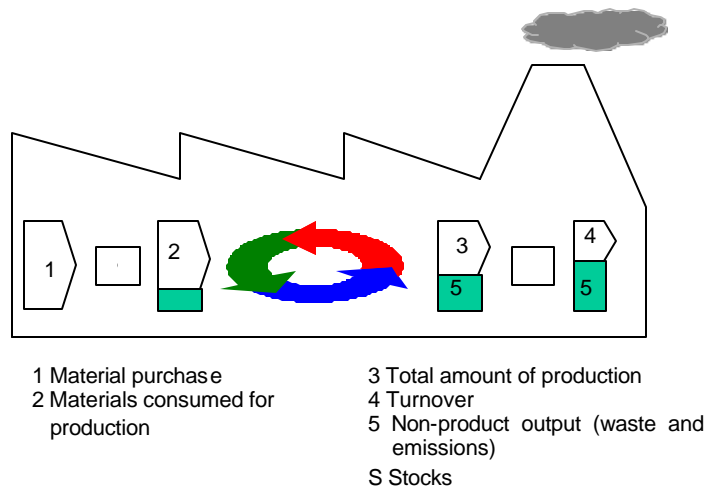 1
2
3
4
5
5
1 Material purchase
2 Materials consumed for
production
3 Total amount of production
4 Turnover
5 Non-product output (waste and
emissions)
S Stocks